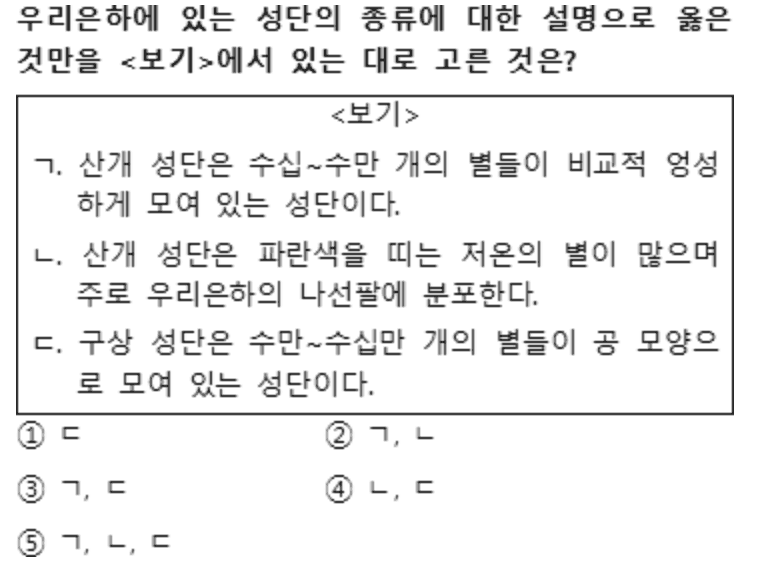 우리은하에 있는 성단의 종류에 대한 설명으로 옳은
것만을 <보기>에서 있는 대로 고른 것은?
<보기>
ㄱ. 산개 성단은 수십~수만 개의 별들이 비교적 엉성
하게 모여 있는 성단이다.
ㄴ. 산개 성단은 파란색을 띠는 저온의 별이 많으며
주로 우리은하의 나선팔에 분포한다.
ㄷ. 구상 성단은 수만~수십만 개의 별들이 공 모양으
로 모여 있는 성단이다.
① ㄷ ② ㄱ, ㄴ
③ ㄱ, ㄷ ④ ㄴ, ㄷ
⑤ ㄱ, ㄴ, ㄷ